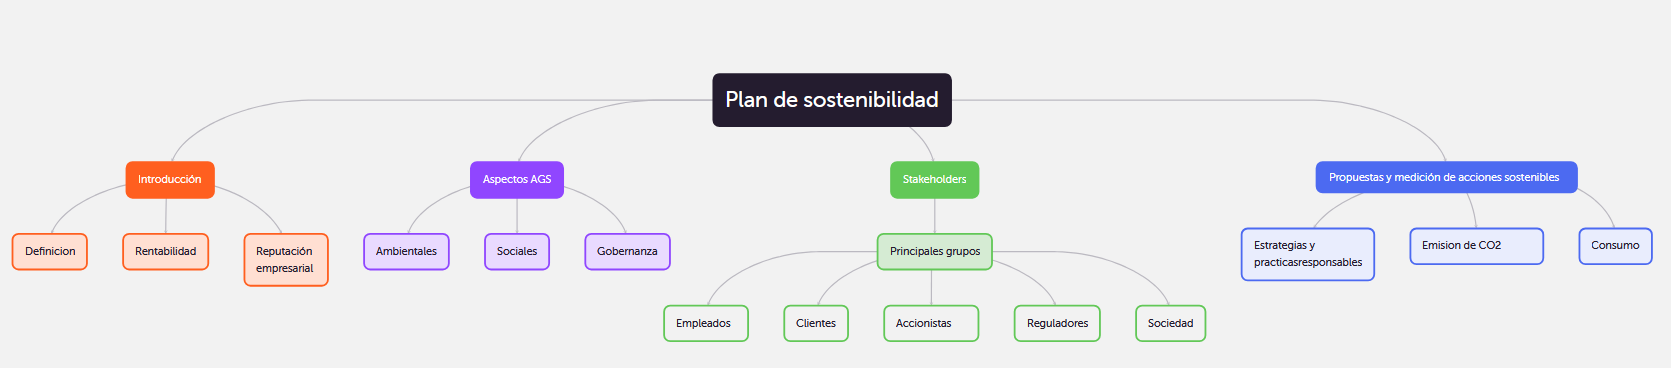 Plan de sostenibilidad
Introducción
Aspectos AGS
Stakeholders
Propuestas y medición de acciones sostenibles
Definicion
Rentabilidad
Reputación
empresarial
Ambientales
Sociales
Gobernanza
Principales grupos
Estrategias y
practicasresponsables
Emision de CO2
Consumo
Empleados
Clientes
Accionistas
Reguladores
Sociedad